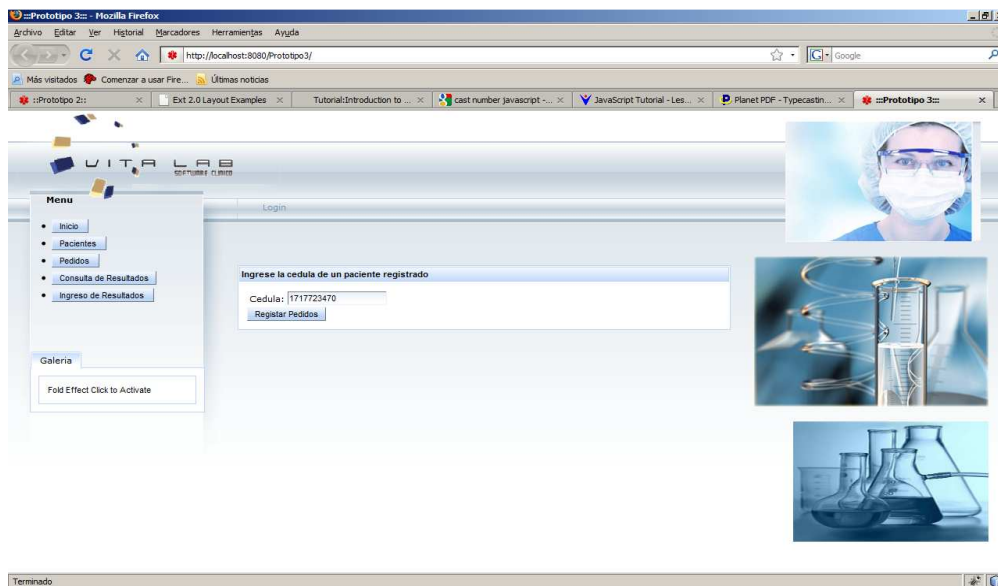 :::Prototipo 3::: - Mozilla Firefox
Archivo Editar Ver Historial Marcadores Herramientas Ayuda
http://localhost:8080/Prototipo3/
Google
Más visitados Comenzar a usar Fire... Últimas noticias
::Prototipo 2:: Ext 2.0 Layout Examples Tutorial:Introduction to ... cast number javascript -... JavaScript Tutorial - Les... Planet PDF - Typecastin... :::Prototipo 3:::
VITA LAB
SOFTWARE CLINICO
Menu
Login
Inicio
Pacientes
Pedidos
Consulta de Resultados
Ingreso de Resultados
Ingrese la cedula de un paciente registrado
Cedula: 1717723470
Registar Pedidos
Galeria
Fold Effect Click to Activate
Terminado